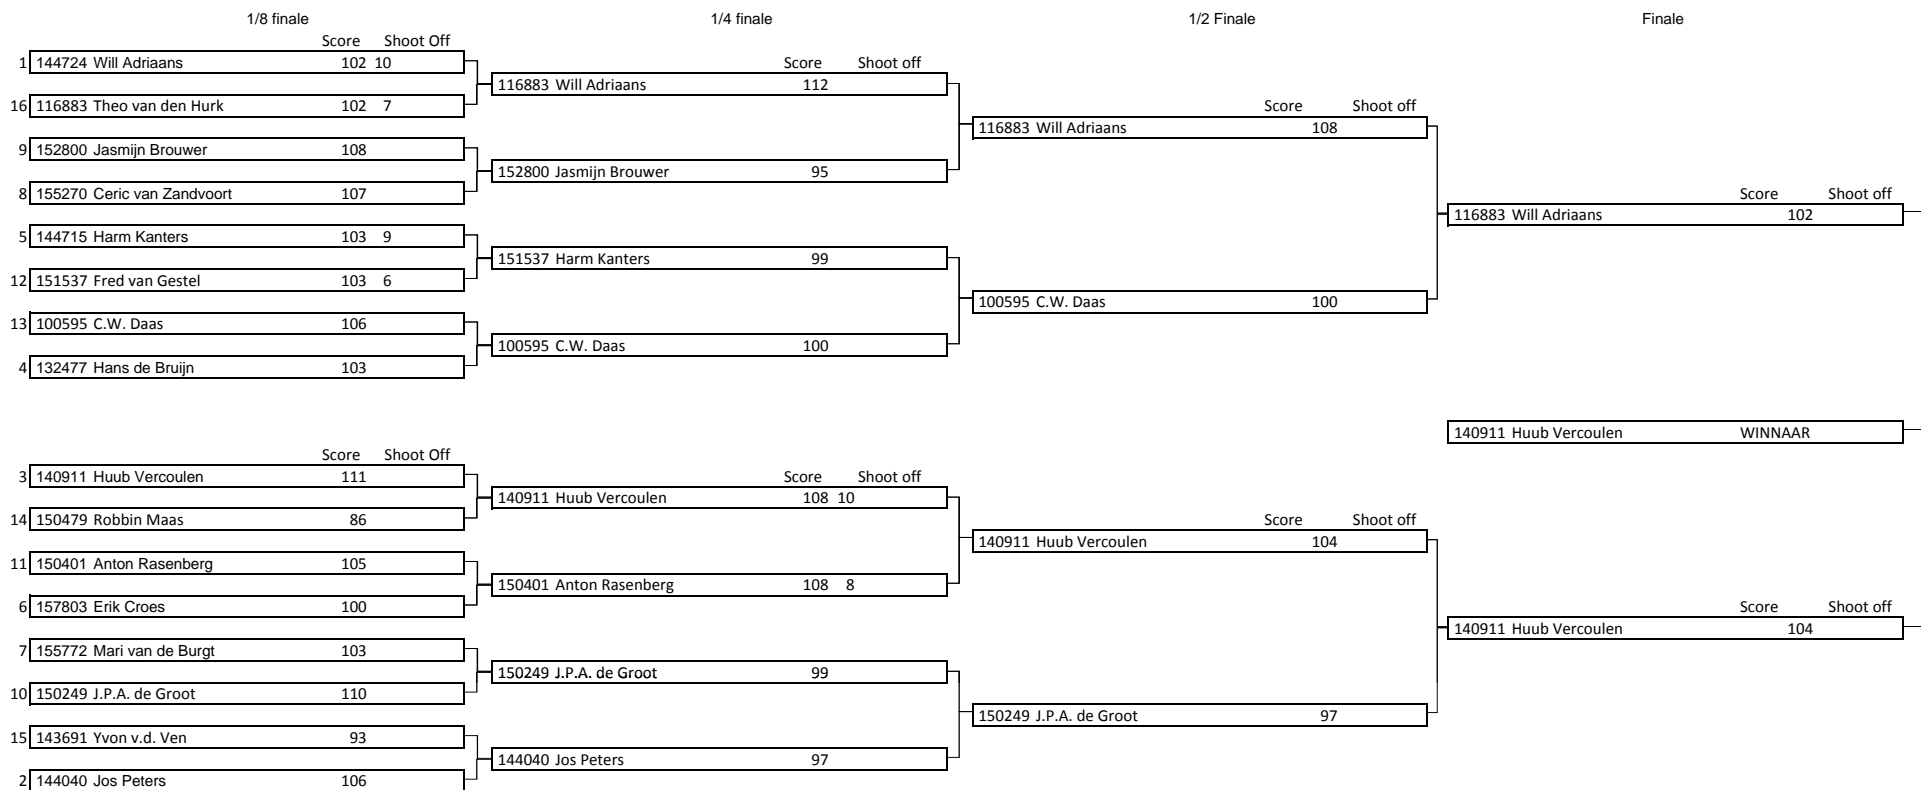 1/8 finale 1/4 finale 1/2 Finale Finale
Score Shoot Off
1 144724 Will Adriaans 102 10
Score Shoot off
116883 Will Adriaans 112
16 116883 Theo van den Hurk 102 7
Score Shoot off
116883 Will Adriaans 108
9 152800 Jasmijn Brouwer 108
152800 Jasmijn Brouwer 95
8 155270 Ceric van Zandvoort 107
Score Shoot off
116883 Will Adriaans 102
5 144715 Harm Kanters 103 9
151537 Harm Kanters 99
12 151537 Fred van Gestel 103 6
100595 C.W. Daas 100
13 100595 C.W. Daas 106
100595 C.W. Daas 100
4 132477 Hans de Bruijn 103
140911 Huub Vercoulen WINNAAR
Score Shoot Off
3 140911 Huub Vercoulen 111
Score Shoot off
140911 Huub Vercoulen 108 10
14 150479 Robbin Maas 86
Score Shoot off
140911 Huub Vercoulen 104
11 150401 Anton Rasenberg 105
150401 Anton Rasenberg 108 8
6 157803 Erik Croes 100
Score Shoot off
140911 Huub Vercoulen 104
7 155772 Mari van de Burgt 103
150249 J.P.A. de Groot 99
10 150249 J.P.A. de Groot 110
150249 J.P.A. de Groot 97
15 143691 Yvon v.d. Ven 93
144040 Jos Peters 97
2 144040 Jos Peters 106